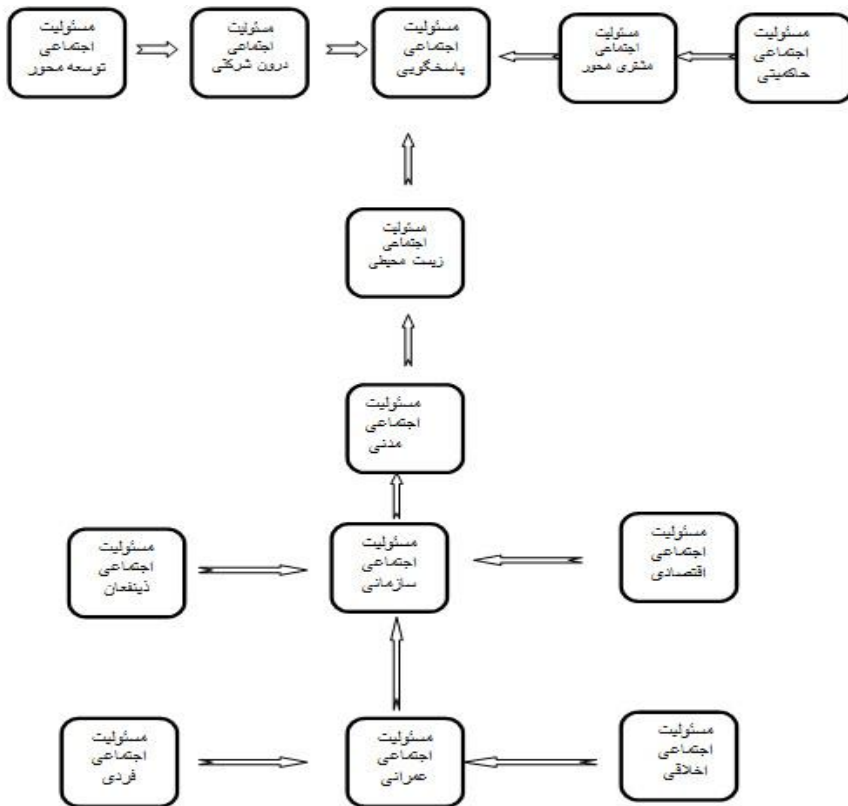 مسئولیت
اجتماعی
حاکمیتی
مسئولیت
اجتماعی
مشتری محور
مسئولیت
اجتماعی
پاسخگویی
مسئولیت
اجتماعی
درون شرکتی
مسئولیت
اجتماعی
توسعه محور
مسئولیت
اجتماعی
زیست محیطی
مسئولیت
اجتماعی
مدنی
مسئولیت
اجتماعی
اقتصادی
مسئولیت
اجتماعی
سازمانی
مسئولیت
اجتماعی
ذینفعان
مسئولیت
اجتماعی
اخلاقی
مسئولیت
اجتماعی
عمرانی
مسئولیت
اجتماعی
فردی